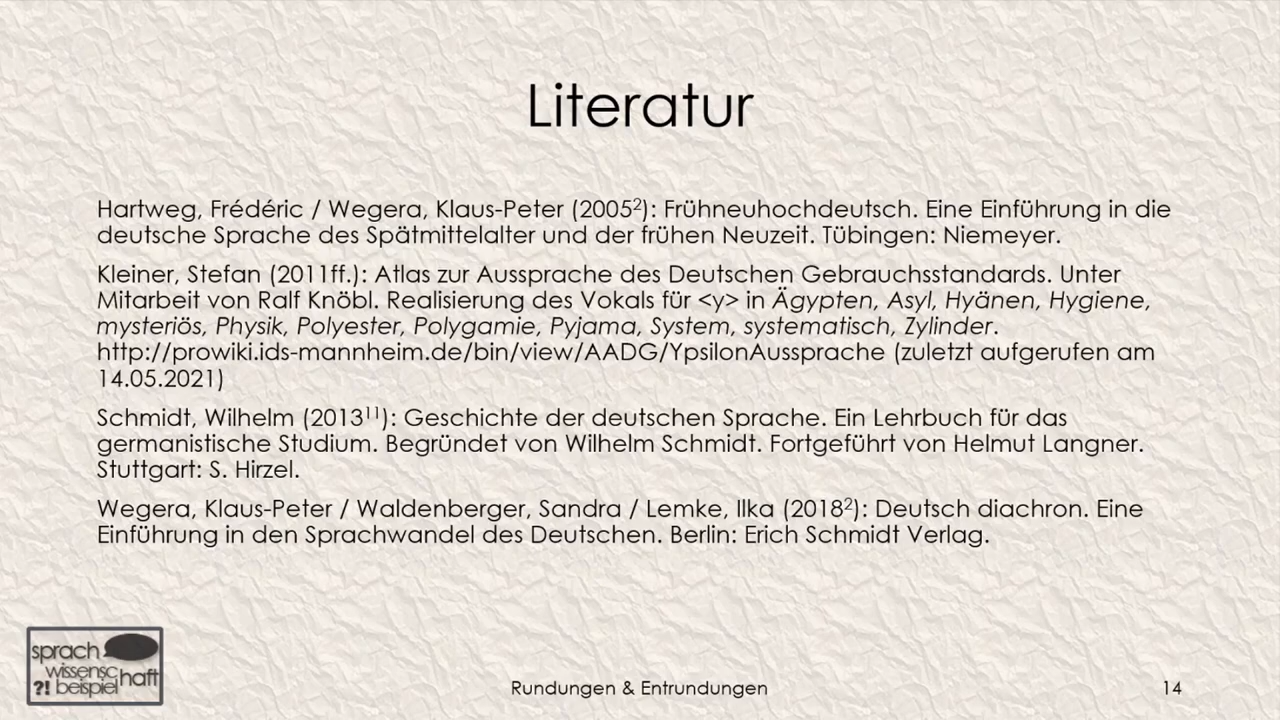 Literatur
Hartweg, Frédéric / Wegera, Klaus-Peter (2005²): Frühneuhochdeutsch. Eine Einführung in die
deutsche Sprache des Spätmittelalter und der frühen Neuzeit. Tübingen: Niemeyer.
Kleiner, Stefan (2011ff.): Atlas zur Aussprache des Deutschen Gebrauchsstandards. Unter
Mitarbeit von Ralf Knöbl. Realisierung des Vokals für <y> in Ägypten, Asyl, Hyänen, Hygiene,
mysteriös, Physik, Polyester, Polygamie, Pyjama, System, systematisch, Zylinder.
http://prowiki.ids-mannheim.de/bin/view/AADG/YpsilonAussprache (zuletzt aufgerufen am
14.05.2021)
Schmidt, Wilhelm (2013¹¹): Geschichte der deutschen Sprache. Ein Lehrbuch für das
germanistische Studium. Begründet von Wilhelm Schmidt. Fortgeführt von Helmut Langner.
Stuttgart: S. Hirzel.
Wegera, Klaus-Peter / Waldenberger, Sandra / Lemke, Ilka (2018²): Deutsch diachron. Eine
Einführung in den Sprachwandel des Deutschen. Berlin: Erich Schmidt Verlag.
sprach
wissensc
haft
?! beispiel
Rundungen & Entrundungen
14